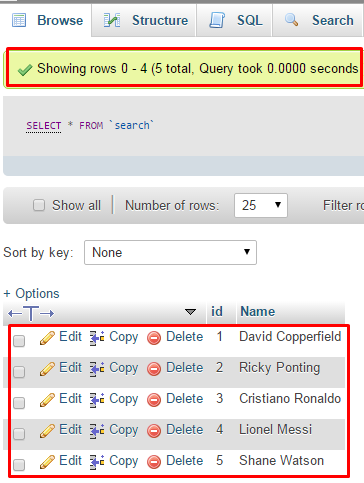 Browse Structure SQL Search
Showing rows 0 - 4 (5 total, Query took 0.0000 seconds
SELECT * FROM `search`
Show all Number of rows: 25 Filter ro
Sort by key: None
+ Options
←T→ id Name
Edit Copy Delete 1 David Copperfield
Edit Copy Delete 2 Ricky Ponting
Edit Copy Delete 3 Cristiano Ronaldo
Edit Copy Delete 4 Lionel Messi
Edit Copy Delete 5 Shane Watson